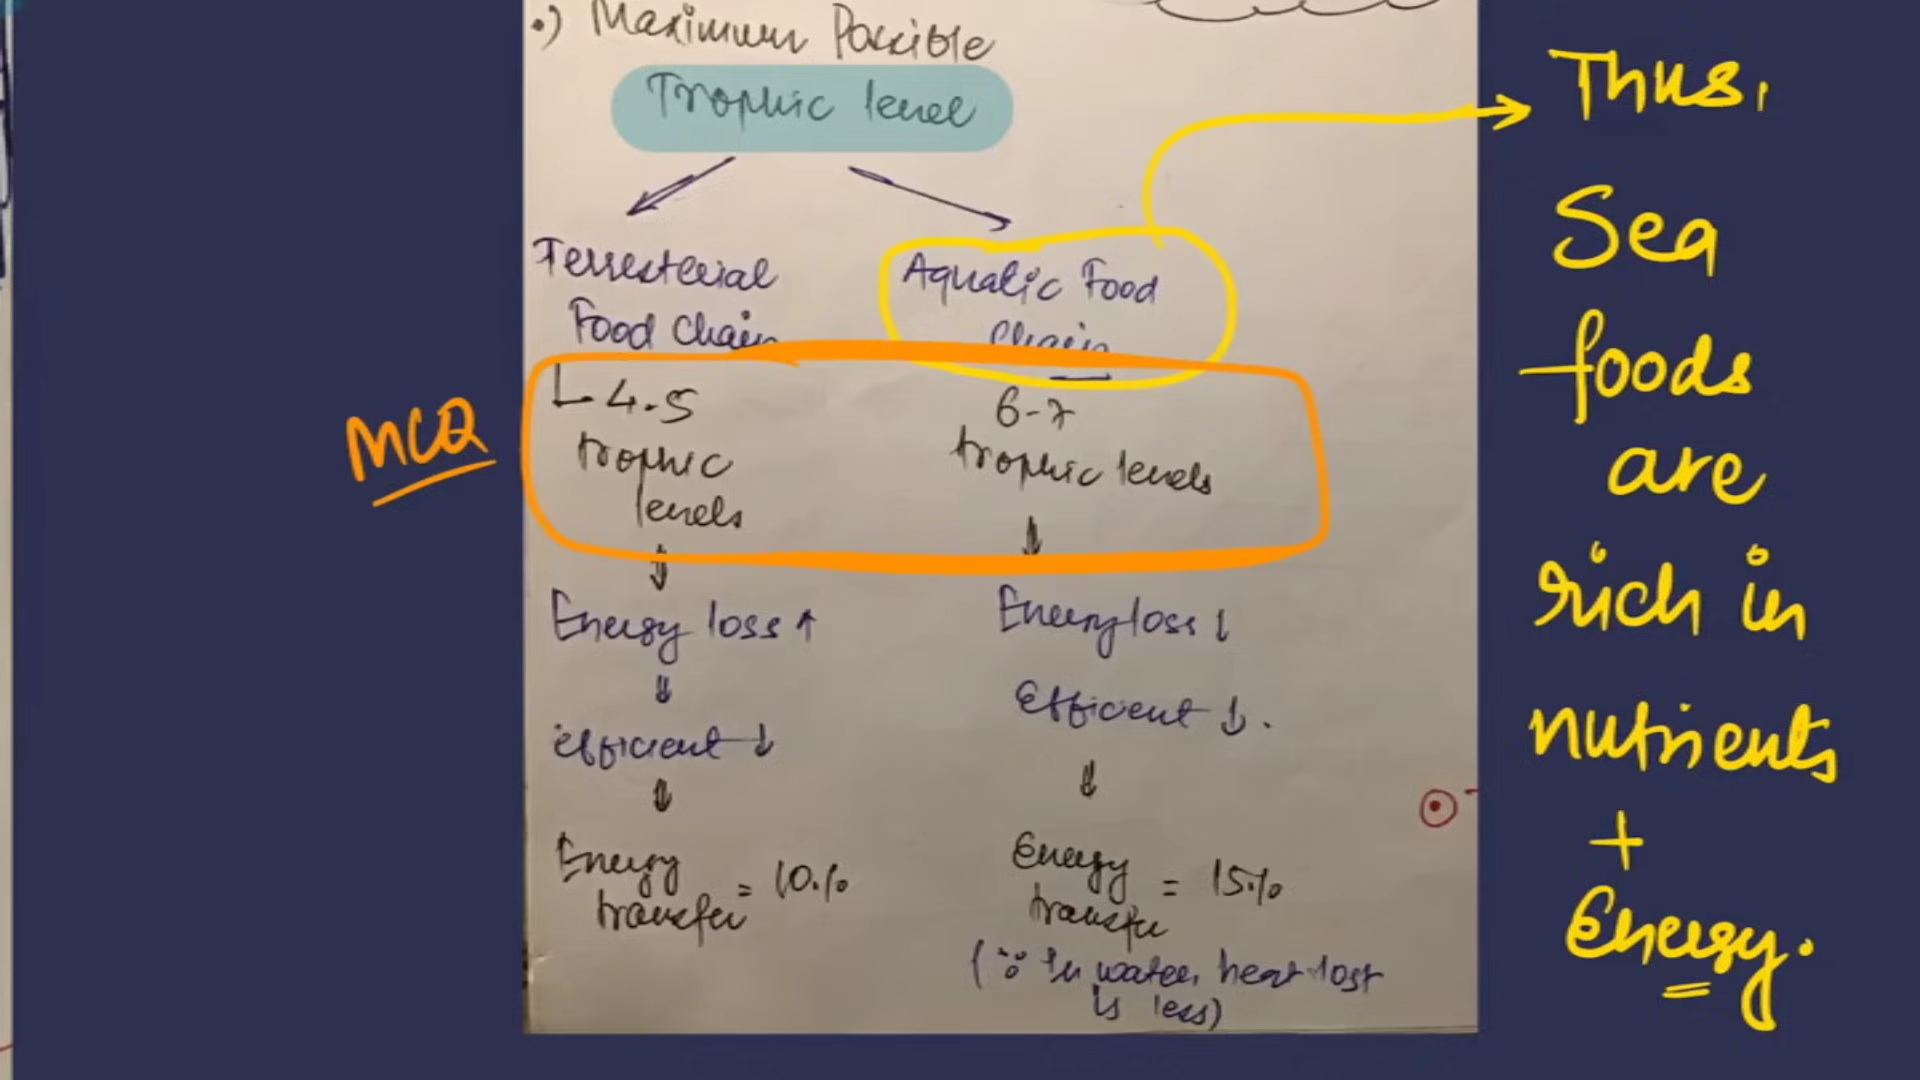 •) Maximum Possible
Trophic level
Terresterial
Food Chain
Aquatic Food
Chain
MCQ
4-5
trophic
levels
6-7
trophic levels
↓
↓
Energy loss ↑
Energy loss ↓
⇓
efficient ↓
Efficient ↓.
⇓
⇓
Energy
transfer = 10%
Energy
transfer = 15%
(∵ In water, heat lost
is less)
Thus,
Sea
foods
are
rich in
nutrients
+
Energy.